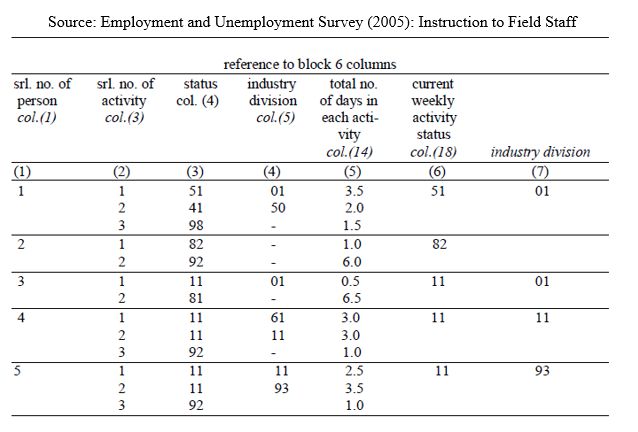 Source: Employment and Unemployment Survey (2005): Instruction to Field Staff
reference to block 6 columns
srl. no. of srl. no. of status industry total no. current
person activity col. (4) division of days in weekly
col.(1) col.(3) col.(5) each acti- activity
vity status
col.(14) col.(18) industry division
(1) (2) (3) (4) (5) (6) (7)
1 1 51 01 3.5 51 01
2 41 50 2.0
3 98 - 1.5
2 1 82 - 1.0 82
2 92 - 6.0
3 1 11 01 0.5 11 01
2 81 - 6.5
4 1 11 61 3.0 11 11
2 11 11 3.0
3 92 - 1.0
5 1 11 11 2.5 11 93
2 11 93 3.5
3 92 1.0